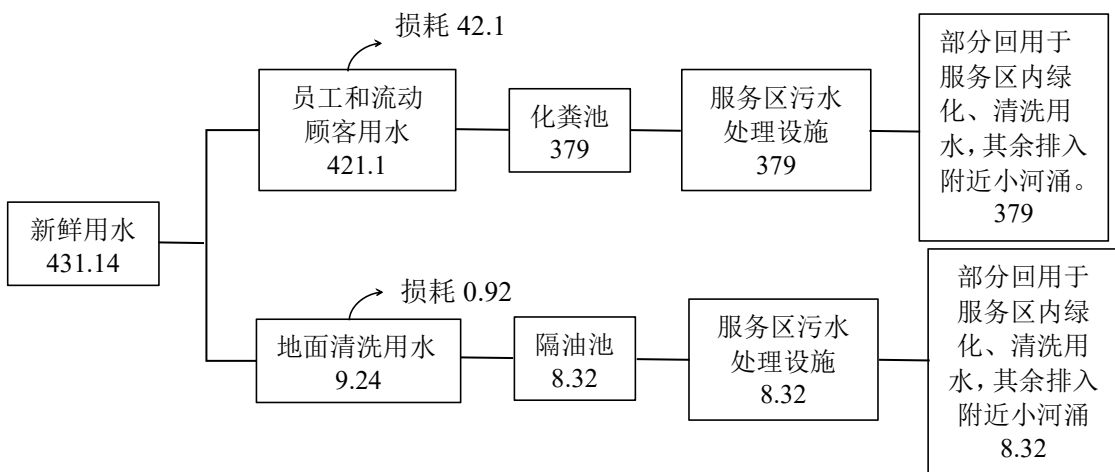 损耗 42.1
员工和流动
顾客用水
421.1
化粪池
379
服务区污水
处理设施
379
部分回用于
服务区内绿
化、清洗用
水，其余排入
附近小河涌。
379
新鲜用水
431.14
损耗 0.92
地面清洗用水
9.24
隔油池
8.32
服务区污水
处理设施
8.32
部分回用于
服务区内绿
化、清洗用
水，其余排入
附近小河涌
8.32